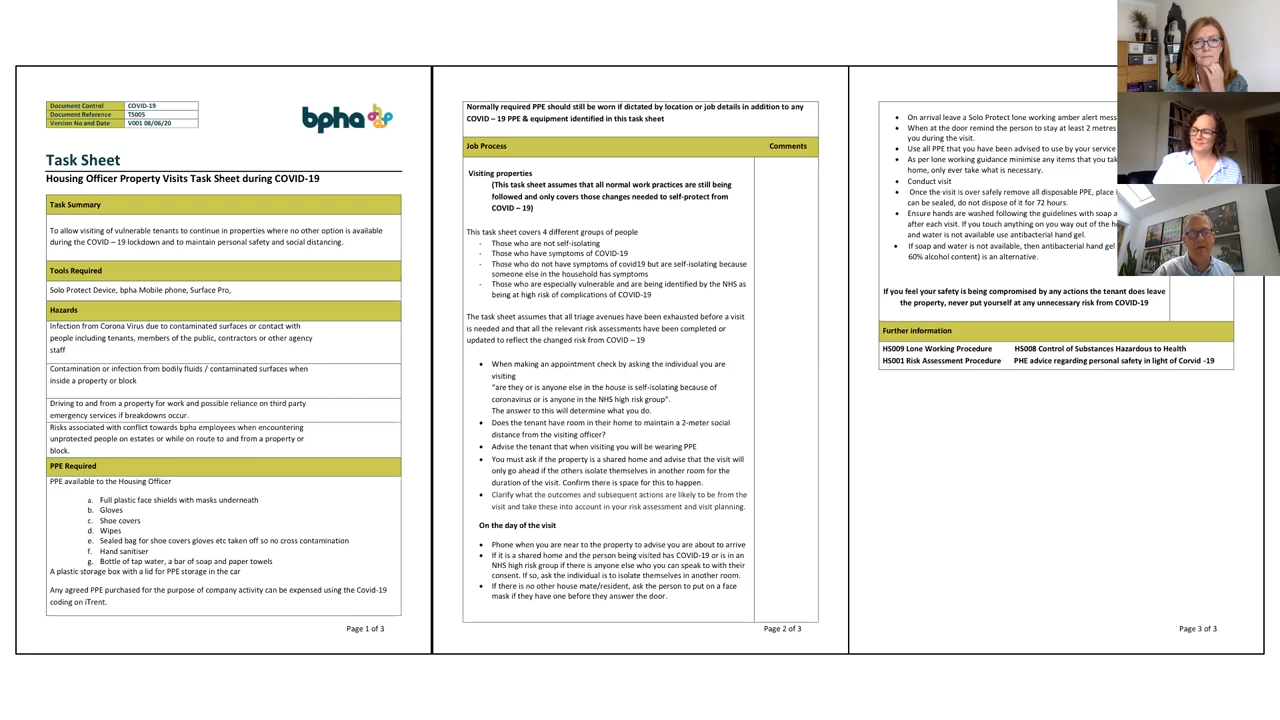 Document Control COVID-19
Document Reference TS005
Version No and Date V001 08/06/20
bpha
Task Sheet
Housing Officer Property Visits Task Sheet during COVID-19
Task Summary
To allow visiting of vulnerable tenants to continue in properties where no other option is available
during the COVID – 19 lockdown and to maintain personal safety and social distancing.
Tools Required
Solo Protect Device, bpha Mobile phone, Surface Pro,
Hazards
Infection from Corona Virus due to contaminated surfaces or contact with
people including tenants, members of the public, contractors or other agency
staff
Contamination or infection from bodily fluids / contaminated surfaces when
inside a property or block
Driving to and from a property for work and possible reliance on third party
emergency services if breakdowns occur.
Risks associated with conflict towards bpha employees when encountering
unprotected people on estates or while on route to and from a property or
block.
PPE Required
PPE available to the Housing Officer
a. Full plastic face shields with masks underneath
b. Gloves
c. Shoe covers
d. Wipes
e. Sealed bag for shoe covers gloves etc taken off so no cross contamination
f. Hand sanitiser
g. Bottle of tap water, a bar of soap and paper towels
A plastic storage box with a lid for PPE storage in the car
Any agreed PPE purchased for the purpose of company activity can be expensed using the Covid-19
coding on iTrent.
Page 1 of 3
Normally required PPE should still be worn if dictated by location or job details in addition to any
COVID – 19 PPE & equipment identified in this task sheet
Job Process Comments
Visiting properties
(This task sheet assumes that all normal work practices are still being
followed and only covers those changes needed to self-protect from
COVID – 19)
This task sheet covers 4 different groups of people
- Those who are not self-isolating
- Those who have symptoms of COVID-19
- Those who do not have symptoms of covid19 but are self-isolating because
someone else in the household has symptoms
- Those who are especially vulnerable and are being identified by the NHS as
being at high risk of complications of COVID-19
The task sheet assumes that all triage avenues have been exhausted before a visit
is needed and that all the relevant risk assessments have been completed or
updated to reflect the changed risk from COVID – 19
• When making an appointment check by asking the individual you are
visiting
“are they or is anyone else in the house is self-isolating because of
coronavirus or is anyone in the NHS high risk group”.
The answer to this will determine what you do.
• Does the tenant have room in their home to maintain a 2-meter social
distance from the visiting officer?
• Advise the tenant that when visiting you will be wearing PPE
• You must ask if the property is a shared home and advise that the visit will
only go ahead if the others isolate themselves in another room for the
duration of the visit. Confirm there is space for this to happen.
• Clarify what the outcomes and subsequent actions are likely to be from the
visit and take these into account in your risk assessment and visit planning.
On the day of the visit
• Phone when you are near to the property to advise you are about to arrive
• If it is a shared home and the person being visited has COVID-19 or is in an
NHS high risk group if there is anyone else who you can speak to with their
consent. If so, ask the individual to isolate themselves in another room.
• If there is no other house mate/resident, ask the person to put on a face
mask if they have one before they answer the door.
Page 2 of 3
• On arrival leave a Solo Protect lone working amber alert mess
• When at the door remind the person to stay at least 2 metres
you during the visit.
• Use all PPE that you have been advised to use by your service
• As per lone working guidance minimise any items that you tak
home, only ever take what is necessary.
• Conduct visit
• Once the visit is over safely remove all disposable PPE, place i
can be sealed, do not dispose of it for 72 hours.
• Ensure hands are washed following the guidelines with soap a
after each visit. If you touch anything on you way out of the h
and water is not available use antibacterial hand gel.
• If soap and water is not available, then antibacterial hand gel
60% alcohol content) is an alternative.
If you feel your safety is being compromised by any actions the tenant does leave
the property, never put yourself at any unnecessary risk from COVID-19
Further information
HS009 Lone Working Procedure HS008 Control of Substances Hazardous to Health
HS001 Risk Assessment Procedure PHE advice regarding personal safety in light of Corvid -19
Page 3 of 3